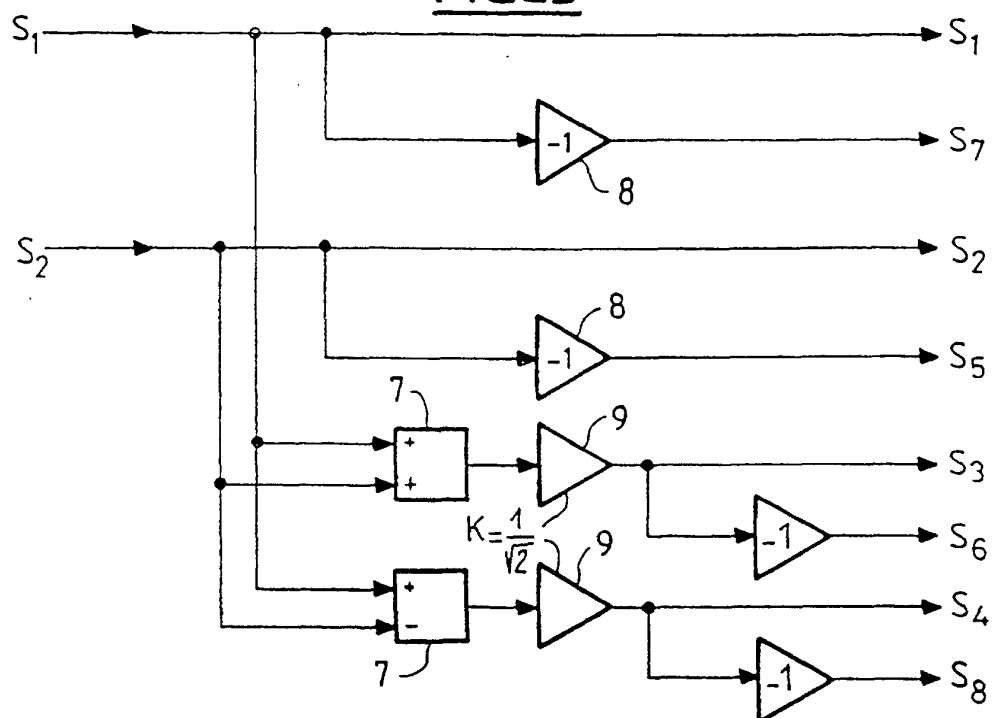 S₁ S₁
-1 S₇
8
S₂ S₂
8
-1 S₅
7 9
+
+ S₃
K=1/√2 9 -1 S₆
+
- S₄
7 -1 S₈